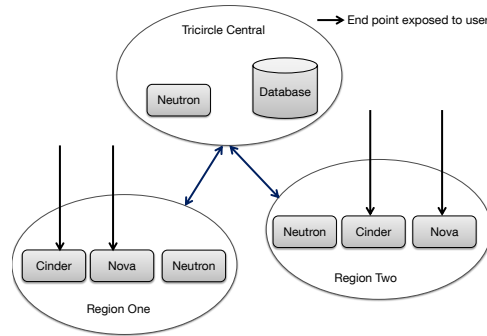 Tricircle Central
End point exposed to user
Neutron
Database
Neutron
Cinder
Nova
Region Two
Cinder
Nova
Neutron
Region One